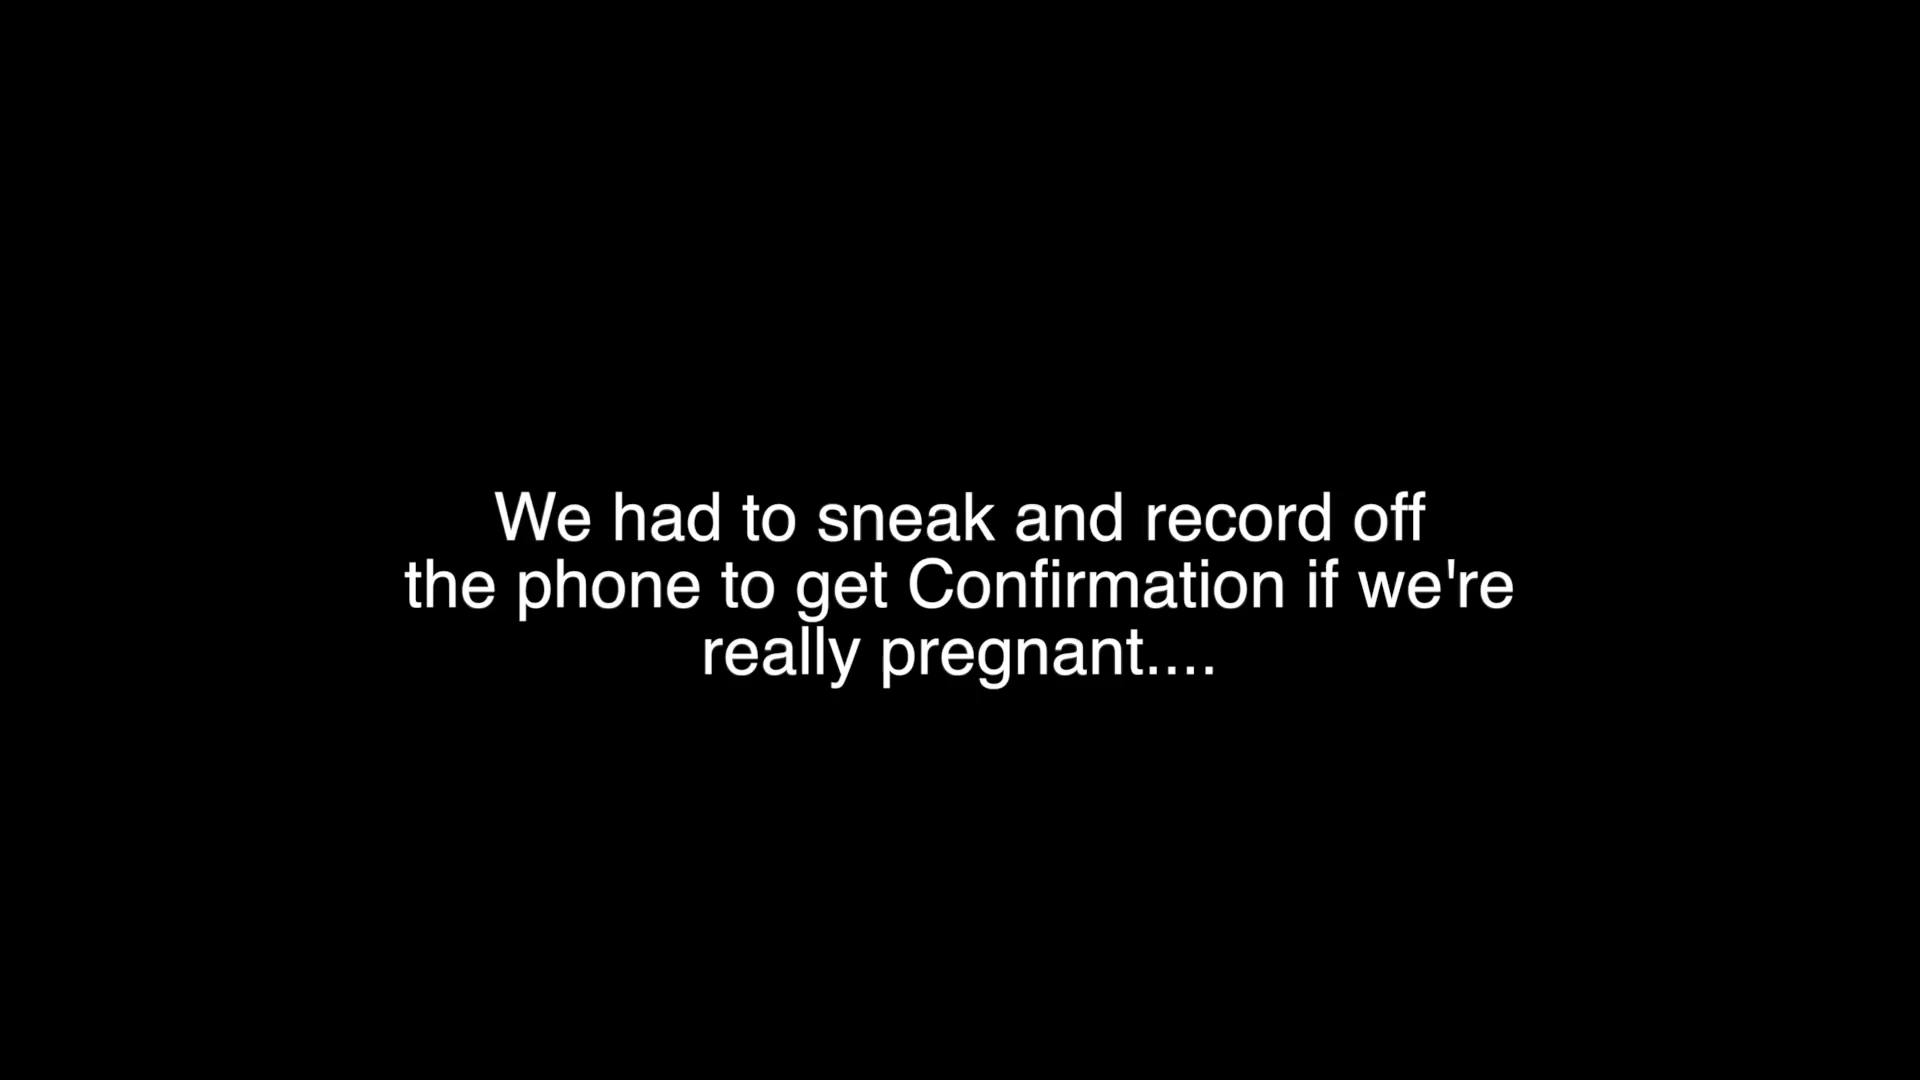 We had to sneak and record off
the phone to get Confirmation if we're
really pregnant....